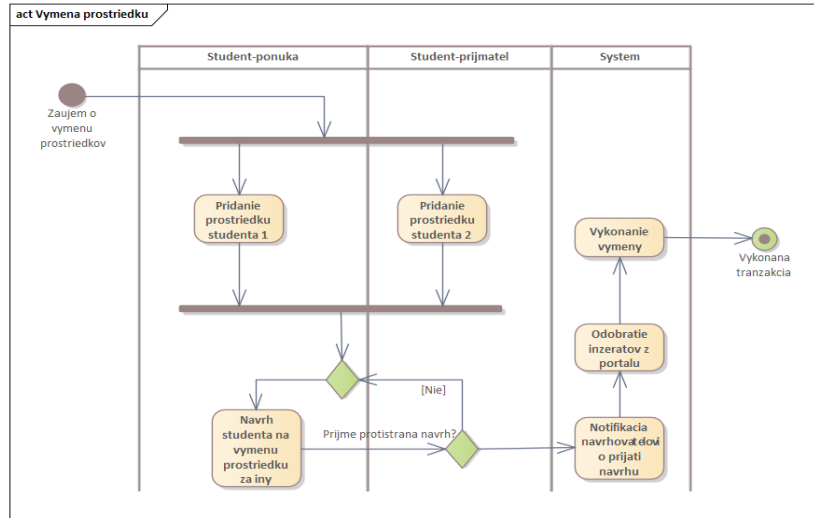 act Vymena prostriedku
Student-ponuka
Student-prijmatel
System
Zaujem o
vymenu
prostriedkov
Pridanie
prostriedku
studenta 1
Pridanie
prostriedku
studenta 2
Vykonanie
vymeny
Vykonana
tranzakcia
Odobratie
inzeratov z
portalu
[Nie]
Navrh
studenta na
vymenu
prostriedku
za iny
Prijme protistrana navrh?
Notifikacia
navrhovatelovi
o prijati
navrhu